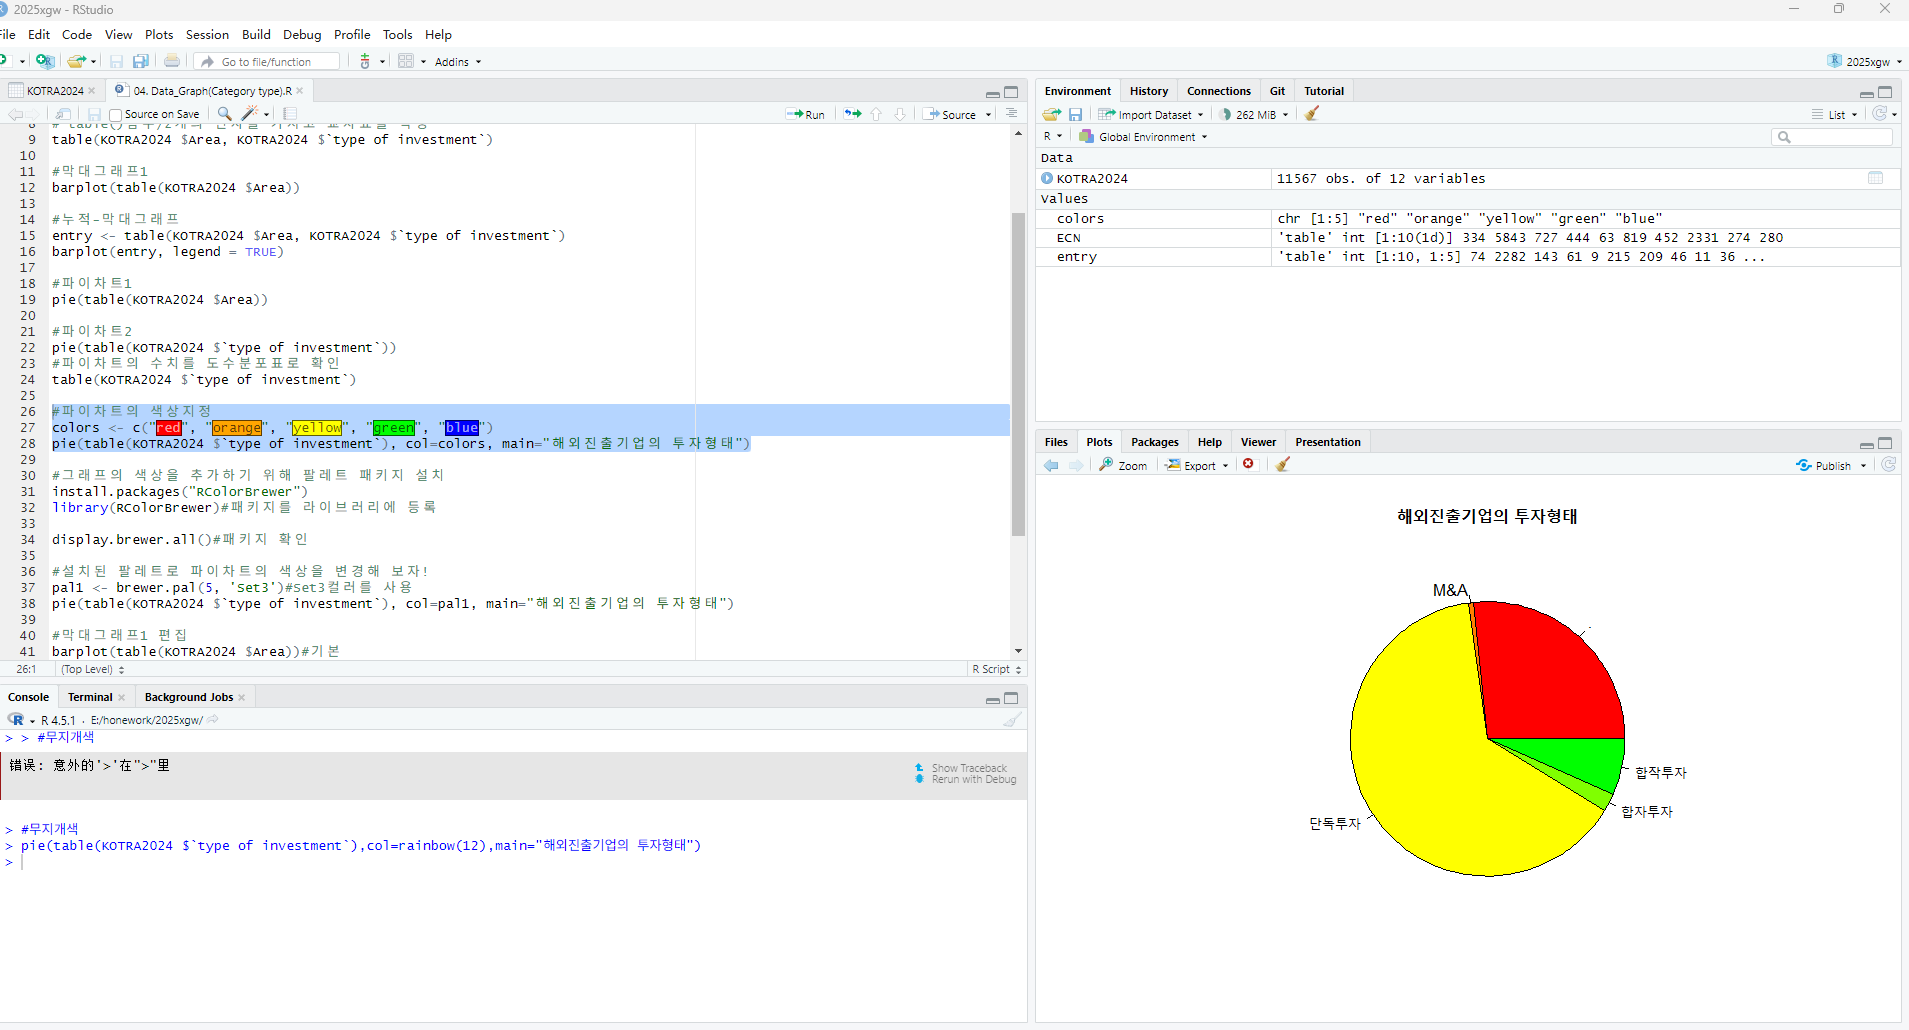 2025xgw - RStudio
File Edit Code View Plots Session Build Debug Profile Tools Help
Go to file/function Addins 2025xgw
KOTRA2024 04. Data_Graph(Category type).R
Source on Save Run Source
9 table(KOTRA2024 $Area, KOTRA2024 $`type of investment`)
10
11 #막대그래프1
12 barplot(table(KOTRA2024 $Area))
13
14 #누적-막대그래프
15 entry <- table(KOTRA2024 $Area, KOTRA2024 $`type of investment`)
16 barplot(entry, legend = TRUE)
17
18 #파이차트1
19 pie(table(KOTRA2024 $Area))
20
21 #파이차트2
22 pie(table(KOTRA2024 $`type of investment`))
23 #파이차트의 수치를 도수분포표로 확인
24 table(KOTRA2024 $`type of investment`)
25
26 #파이차트의 색상지정
27 colors <- c("red", "orange", "yellow", "green", "blue")
28 pie(table(KOTRA2024 $`type of investment`), col=colors, main="해외진출기업의 투자형태")
29
30 #그래프의 색상을 추가하기 위해 팔레트 패키지 설치
31 install.packages("RColorBrewer")
32 library(RColorBrewer)#패키지를 라이브러리에 등록
33
34 display.brewer.all()#패키지 확인
35
36 #설치된 팔레트로 파이차트의 색상을 변경해 보자!
37 pal1 <- brewer.pal(5, 'Set3')#Set3컬러를 사용
38 pie(table(KOTRA2024 $`type of investment`), col=pal1, main="해외진출기업의 투자형태")
39
40 #막대그래프1 편집
41 barplot(table(KOTRA2024 $Area))#기본
26:1 (Top Level) R Script
Console Terminal Background Jobs
R 4.5.1 · E:/honework/2025xgw/
> > #무지개색
错误: 意外的'>'在">"里
Show Traceback
Rerun with Debug
> #무지개색
> pie(table(KOTRA2024 $`type of investment`),col=rainbow(12),main="해외진출기업의 투자형태")
>
Environment History Connections Git Tutorial
Import Dataset 262 MiB List
R Global Environment
Data
KOTRA2024 11567 obs. of 12 variables
Values
colors chr [1:5] "red" "orange" "yellow" "green" "blue"
ECN 'table' int [1:10(1d)] 334 5843 727 444 63 819 452 2331 274 280
entry 'table' int [1:10, 1:5] 74 2282 143 61 9 215 209 46 11 36 ...
Files Plots Packages Help Viewer Presentation
Zoom Export Publish
해외진출기업의 투자형태
M&A
합작투자
합자투자
단독투자